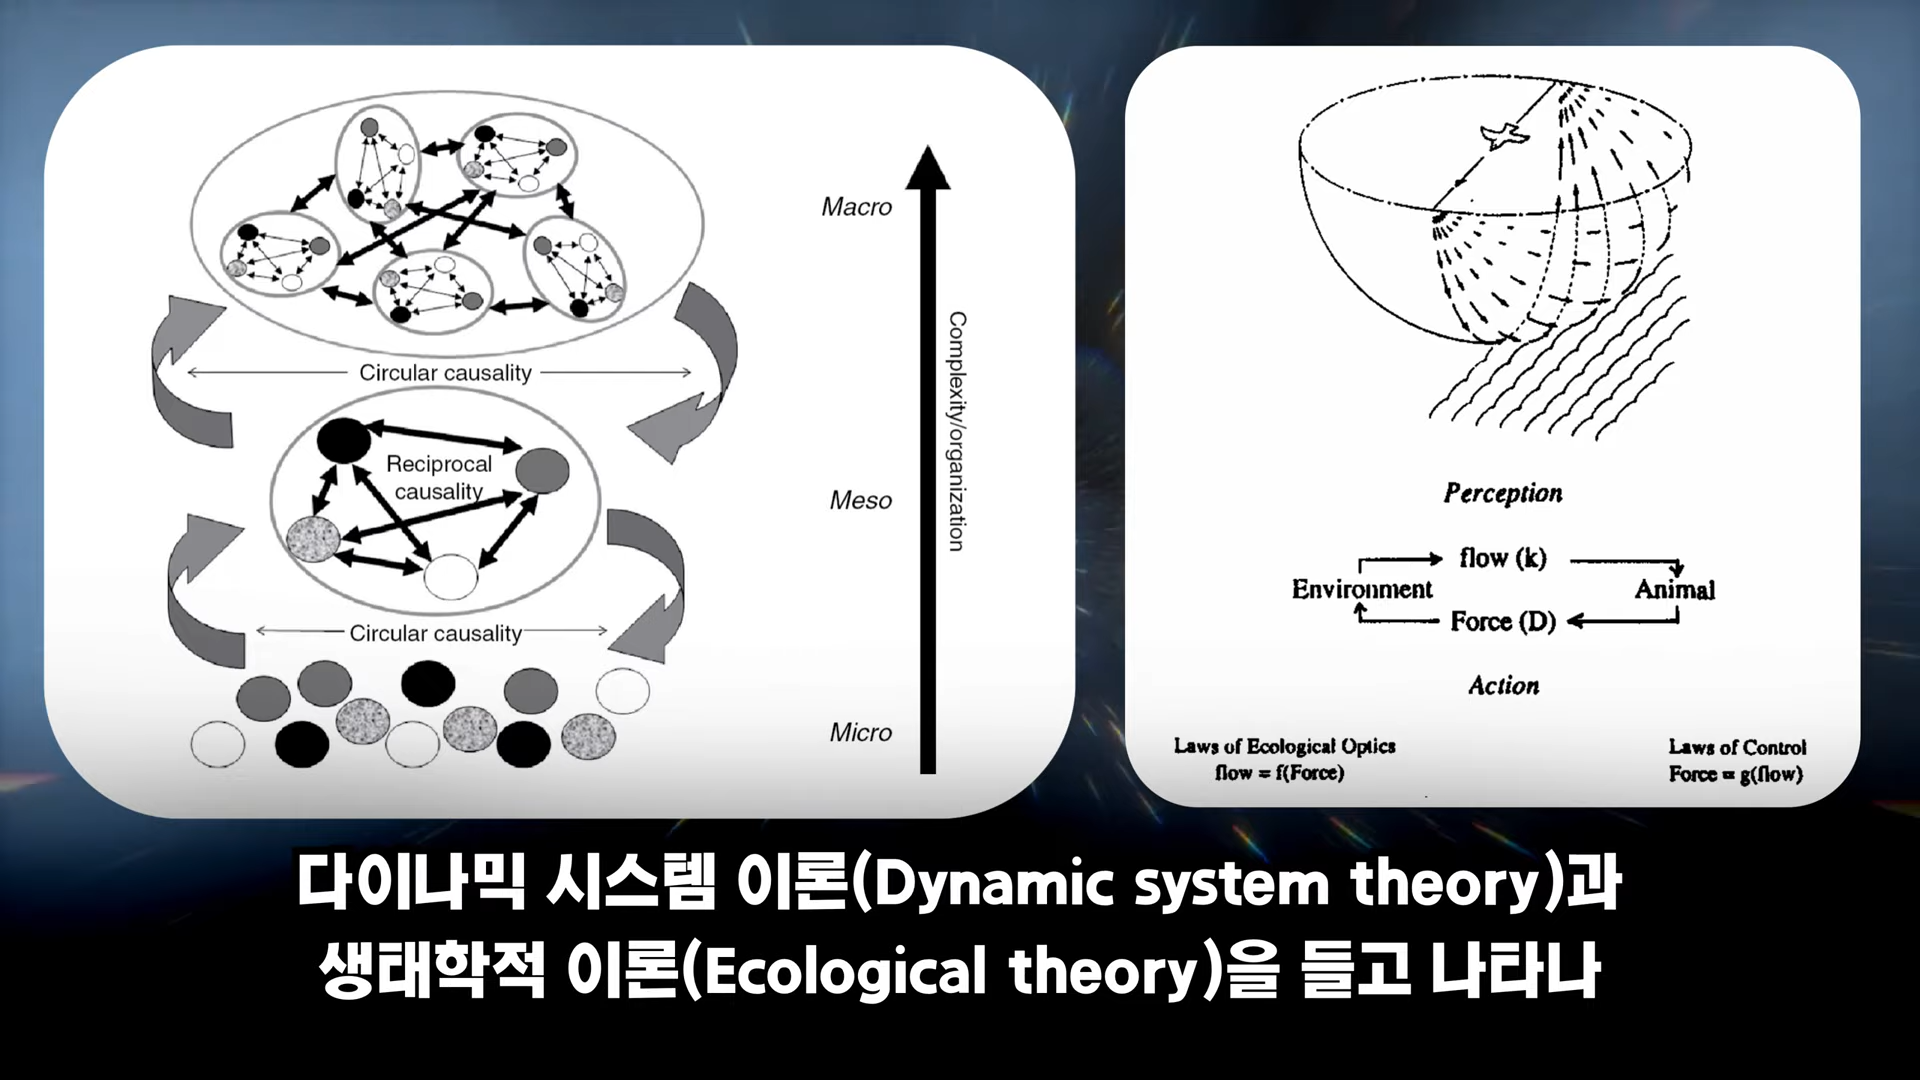 Macro
Complexity/organization
Circular causality
Reciprocal
causality
Meso
Circular causality
Micro
Perception
flow (k)
Environment
Animal
Force (D)
Action
Laws of Ecological Optics
flow = f(Force)
Laws of Control
Force = g(flow)
다이나믹 시스템 이론(Dynamic system theory)과
생태학적 이론(Ecological theory)을 들고 나타나